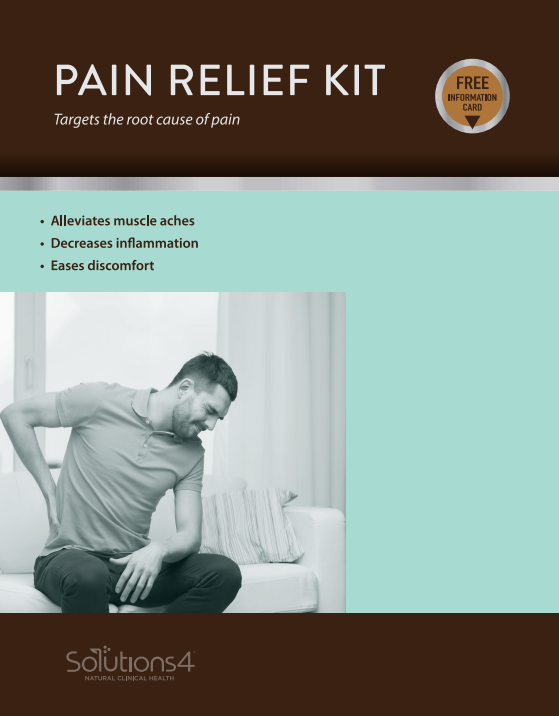 PAIN RELIEF KIT
Targets the root cause of pain
FREE
INFORMATION
CARD
• Alleviates muscle aches
• Decreases inflammation
• Eases discomfort
Solutions4
NATURAL CLINICAL HEALTH